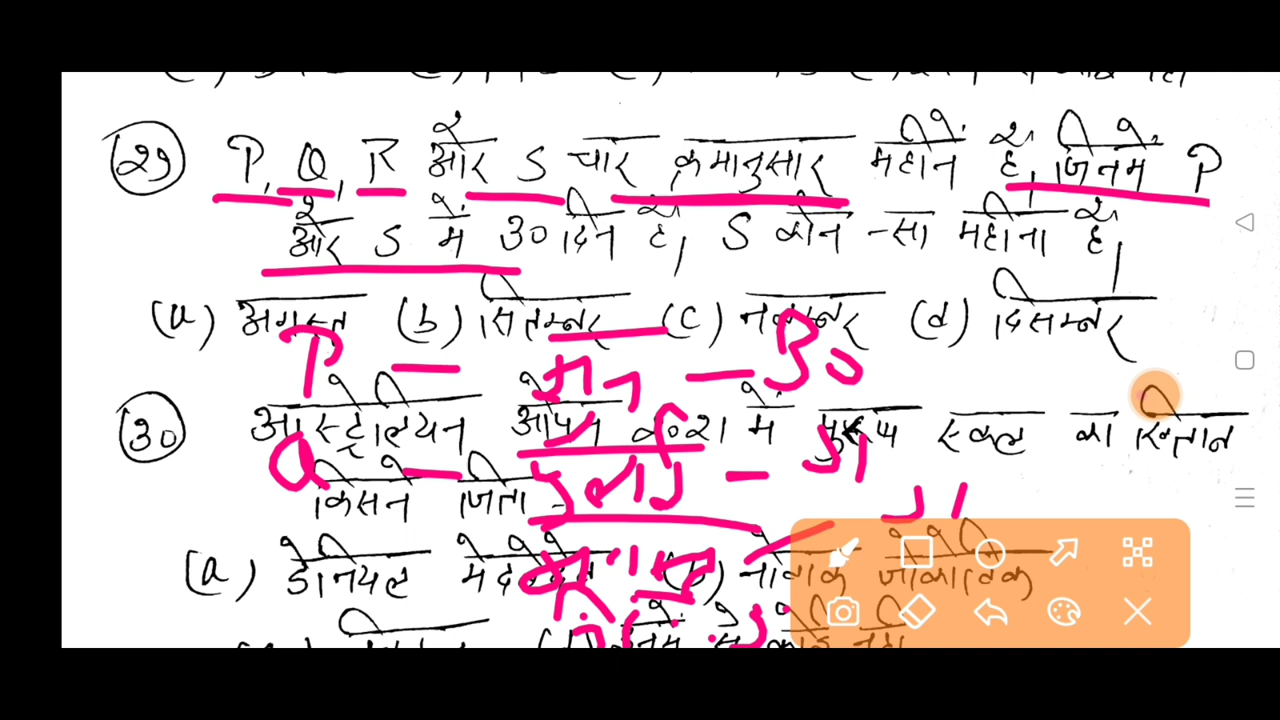 (29) P, Q, R और S चार क्रमानुसार महीने है, जिनमें P
और S में 30 दिन है, S कौन-सा महीना है,
(a) अगस्त (b) सितम्बर (c) नवम्बर (d) दिसम्बर
P — जून — 30
(30) आस्ट्रेलियन ओपन 2021 में पुरूष एकल का खिताब
Q — जुलाई — 31
किसने जिता -
31
(a) डेनियल मेदवेदेव (b) नोवाक जोकोविक
R